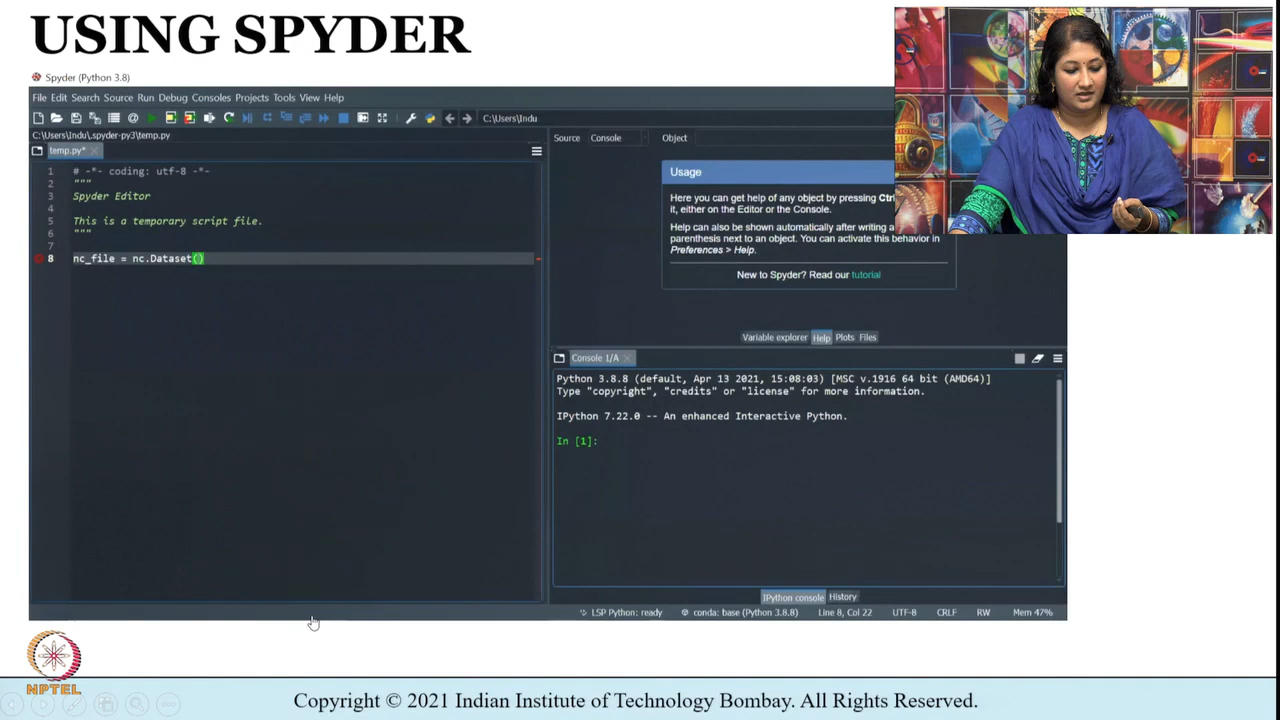 USING SPYDER
Spyder (Python 3.8)
File Edit Search Source Run Debug Consoles Projects Tools View Help
C:\Users\Indu
C:\Users\Indu\.spyder-py3\temp.py
temp.py*
1 # -*- coding: utf-8 -*-
2 """
3 Spyder Editor
4
5 This is a temporary script file.
6 """
7
8 nc_file = nc.Dataset()
Source Console Object
Usage
Here you can get help of any object by pressing Ctr
it, either on the Editor or the Console.
Help can also be shown automatically after writing a
parenthesis next to an object. You can activate this behavior in
Preferences > Help.
New to Spyder? Read our tutorial
Variable explorer Help Plots Files
Console 1/A
Python 3.8.8 (default, Apr 13 2021, 15:08:03) [MSC v.1916 64 bit (AMD64)]
Type "copyright", "credits" or "license" for more information.
IPython 7.22.0 -- An enhanced Interactive Python.
In [1]:
IPython console History
LSP Python: ready conda: base (Python 3.8.8) Line 8, Col 22 UTF-8 CRLF RW Mem 47%
NPTEL
Copyright © 2021 Indian Institute of Technology Bombay. All Rights Reserved.